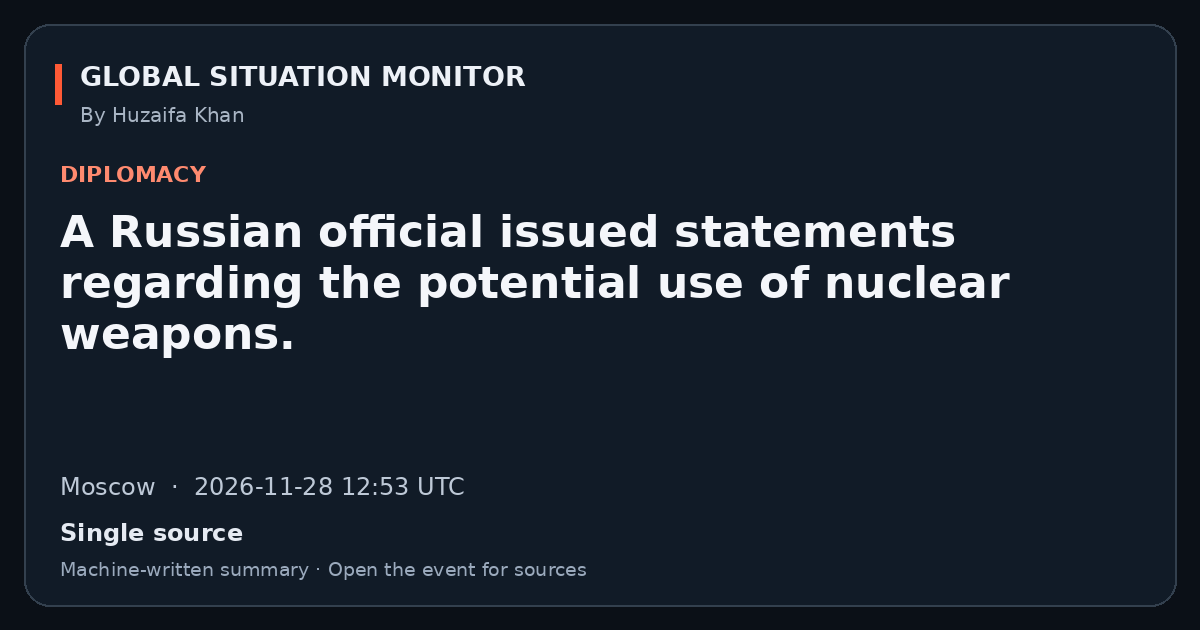 GLOBAL SITUATION MONITOR
By Huzaifa Khan
DIPLOMACY
A Russian official issued statements
regarding the potential use of nuclear
weapons.
Moscow · 2026-11-28 12:53 UTC
Single source
Machine-written summary · Open the event for sources